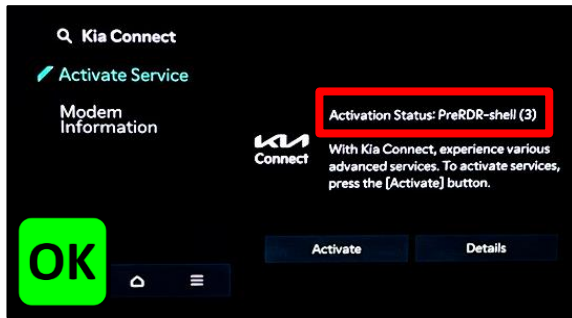 Kia Connect
Activate Service
Modem
Information
Activation Status: PreRDR-shell (3)
KIA
Connect
With Kia Connect, experience various
advanced services. To activate services,
press the [Activate] button.
Activate
Details
OK